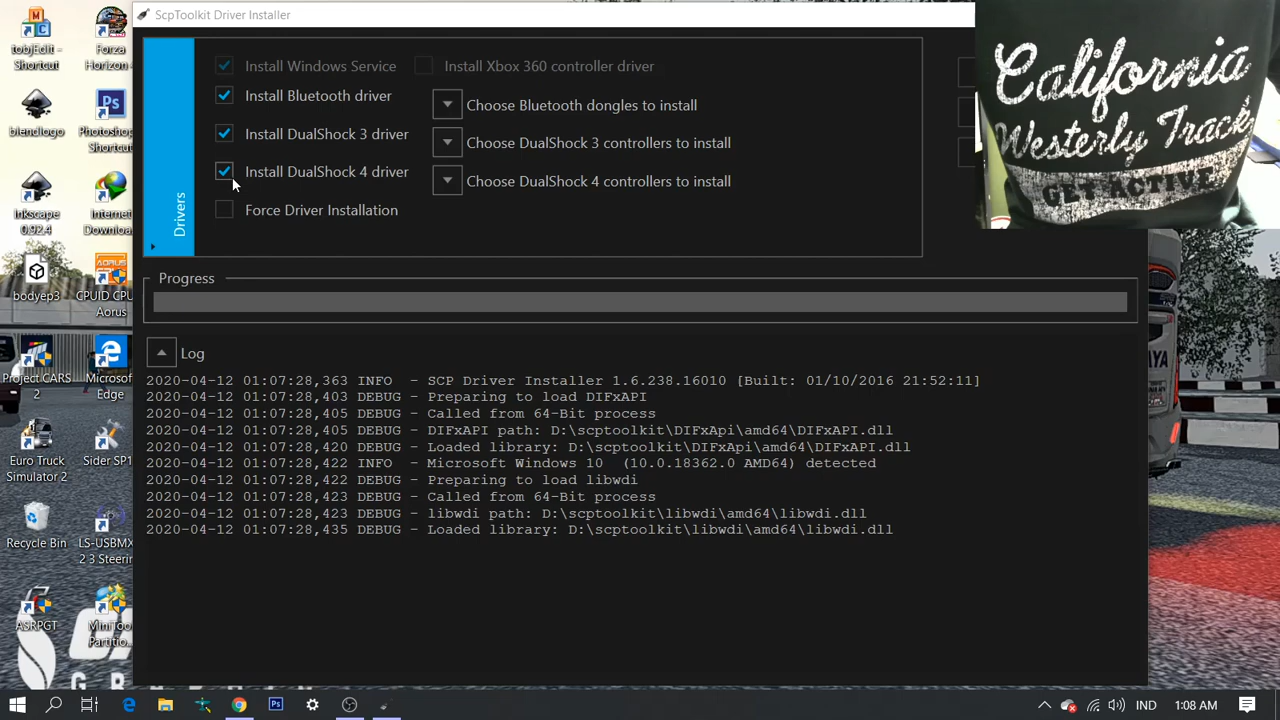 tobjEdit -
Shortcut
Forza
Horizon -
blendlogo
Photoshop
Shortcut
Inkscape
0.92.4
Internet
Downloa...
bodyep3
CPUID CPU
Aorus
Project CARS
2
Microsof
Edge
Euro Truck
Simulator 2
Sider SP1
Recycle Bin
LS-USBMX
2 3 Steerin
ASRPGT
MiniToo
Partitio...
ScpToolkit Driver Installer
Drivers
Install Windows Service
Install Xbox 360 controller driver
Install Bluetooth driver
Choose Bluetooth dongles to install
Install DualShock 3 driver
Choose DualShock 3 controllers to install
Install DualShock 4 driver
Choose DualShock 4 controllers to install
Force Driver Installation
Progress
Log
2020-04-12 01:07:28,363 INFO - SCP Driver Installer 1.6.238.16010 [Built: 01/10/2016 21:52:11]
2020-04-12 01:07:28,403 DEBUG - Preparing to load DIFxAPI
2020-04-12 01:07:28,405 DEBUG - Called from 64-Bit process
2020-04-12 01:07:28,405 DEBUG - DIFxAPI path: D:\scptoolkit\DIFxApi\amd64\DIFxAPI.dll
2020-04-12 01:07:28,420 DEBUG - Loaded library: D:\scptoolkit\DIFxApi\amd64\DIFxAPI.dll
2020-04-12 01:07:28,422 INFO - Microsoft Windows 10 (10.0.18362.0 AMD64) detected
2020-04-12 01:07:28,422 DEBUG - Preparing to load libwdi
2020-04-12 01:07:28,423 DEBUG - Called from 64-Bit process
2020-04-12 01:07:28,423 DEBUG - libwdi path: D:\scptoolkit\libwdi\amd64\libwdi.dll
2020-04-12 01:07:28,435 DEBUG - Loaded library: D:\scptoolkit\libwdi\amd64\libwdi.dll
California
Westerly Track
GET ACTIVE
IND
1:08 AM